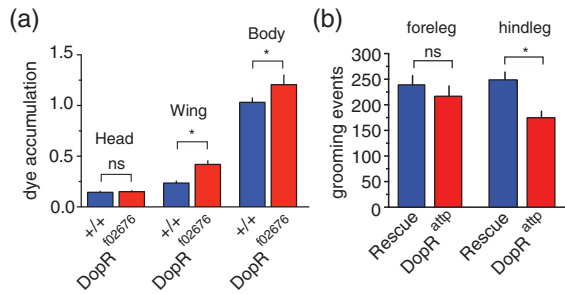 (a)
dye accumulation
1.5
1.0
0.5
0.0
Head
ns
Wing
*
Body
*
+/+
f02676
DopR
+/+
f02676
DopR
+/+
f02676
DopR
(b)
grooming events
300
250
200
150
100
50
0
foreleg
ns
hindleg
*
Rescue
DopR attp
Rescue
DopR attp